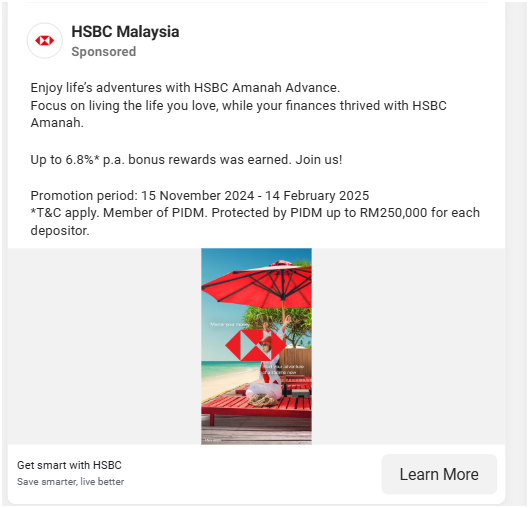 HSBC Malaysia
Sponsored
Enjoy life's adventures with HSBC Amanah Advance.
Focus on living the life you love, while your finances thrived with HSBC
Amanah.
Up to 6.8%* p.a. bonus rewards was earned. Join us!
Promotion period: 15 November 2024 - 14 February 2025
*T&C apply. Member of PIDM. Protected by PIDM up to RM250,000 for each
depositor.
Get smart with HSBC
Save smarter, live better
Learn More